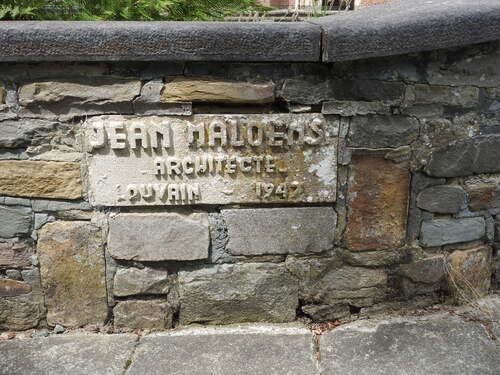 JEAN MALOENS
ARCHITECTE
LOUVAIN - 1947